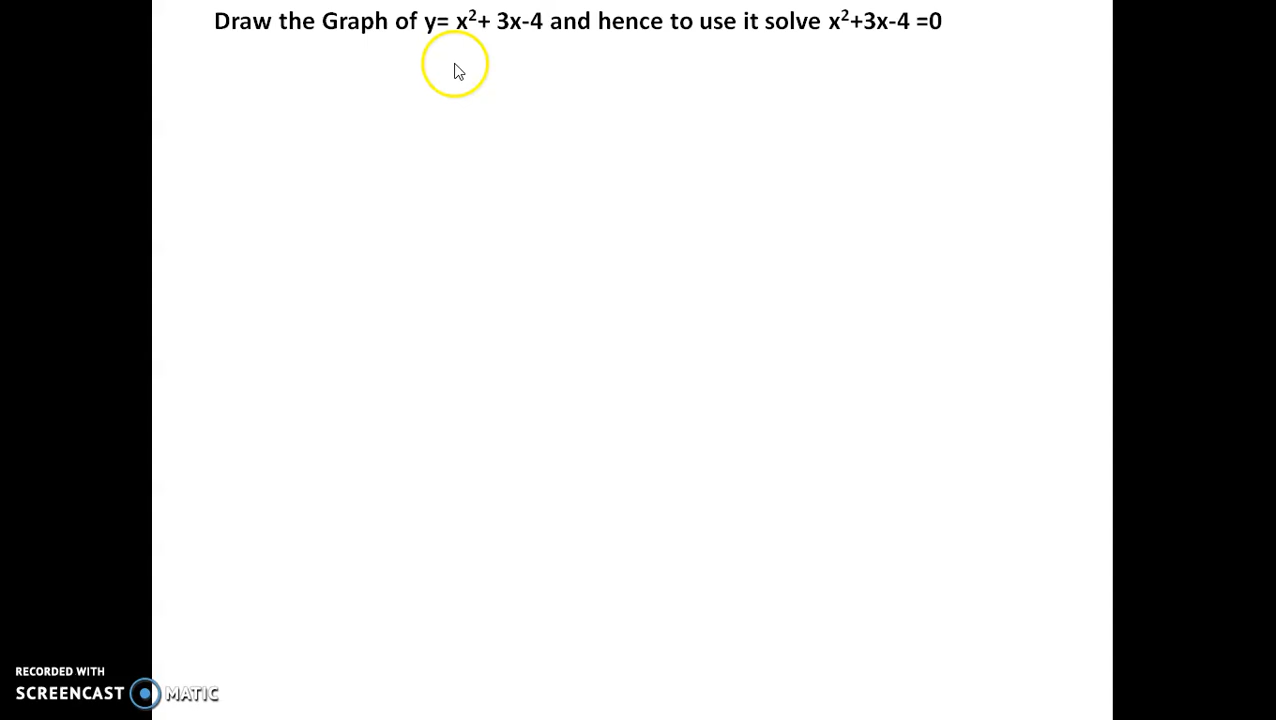 Draw the Graph of y= x²+ 3x-4 and hence to use it solve x²+3x-4 =0
RECORDED WITH
SCREENCAST MATIC